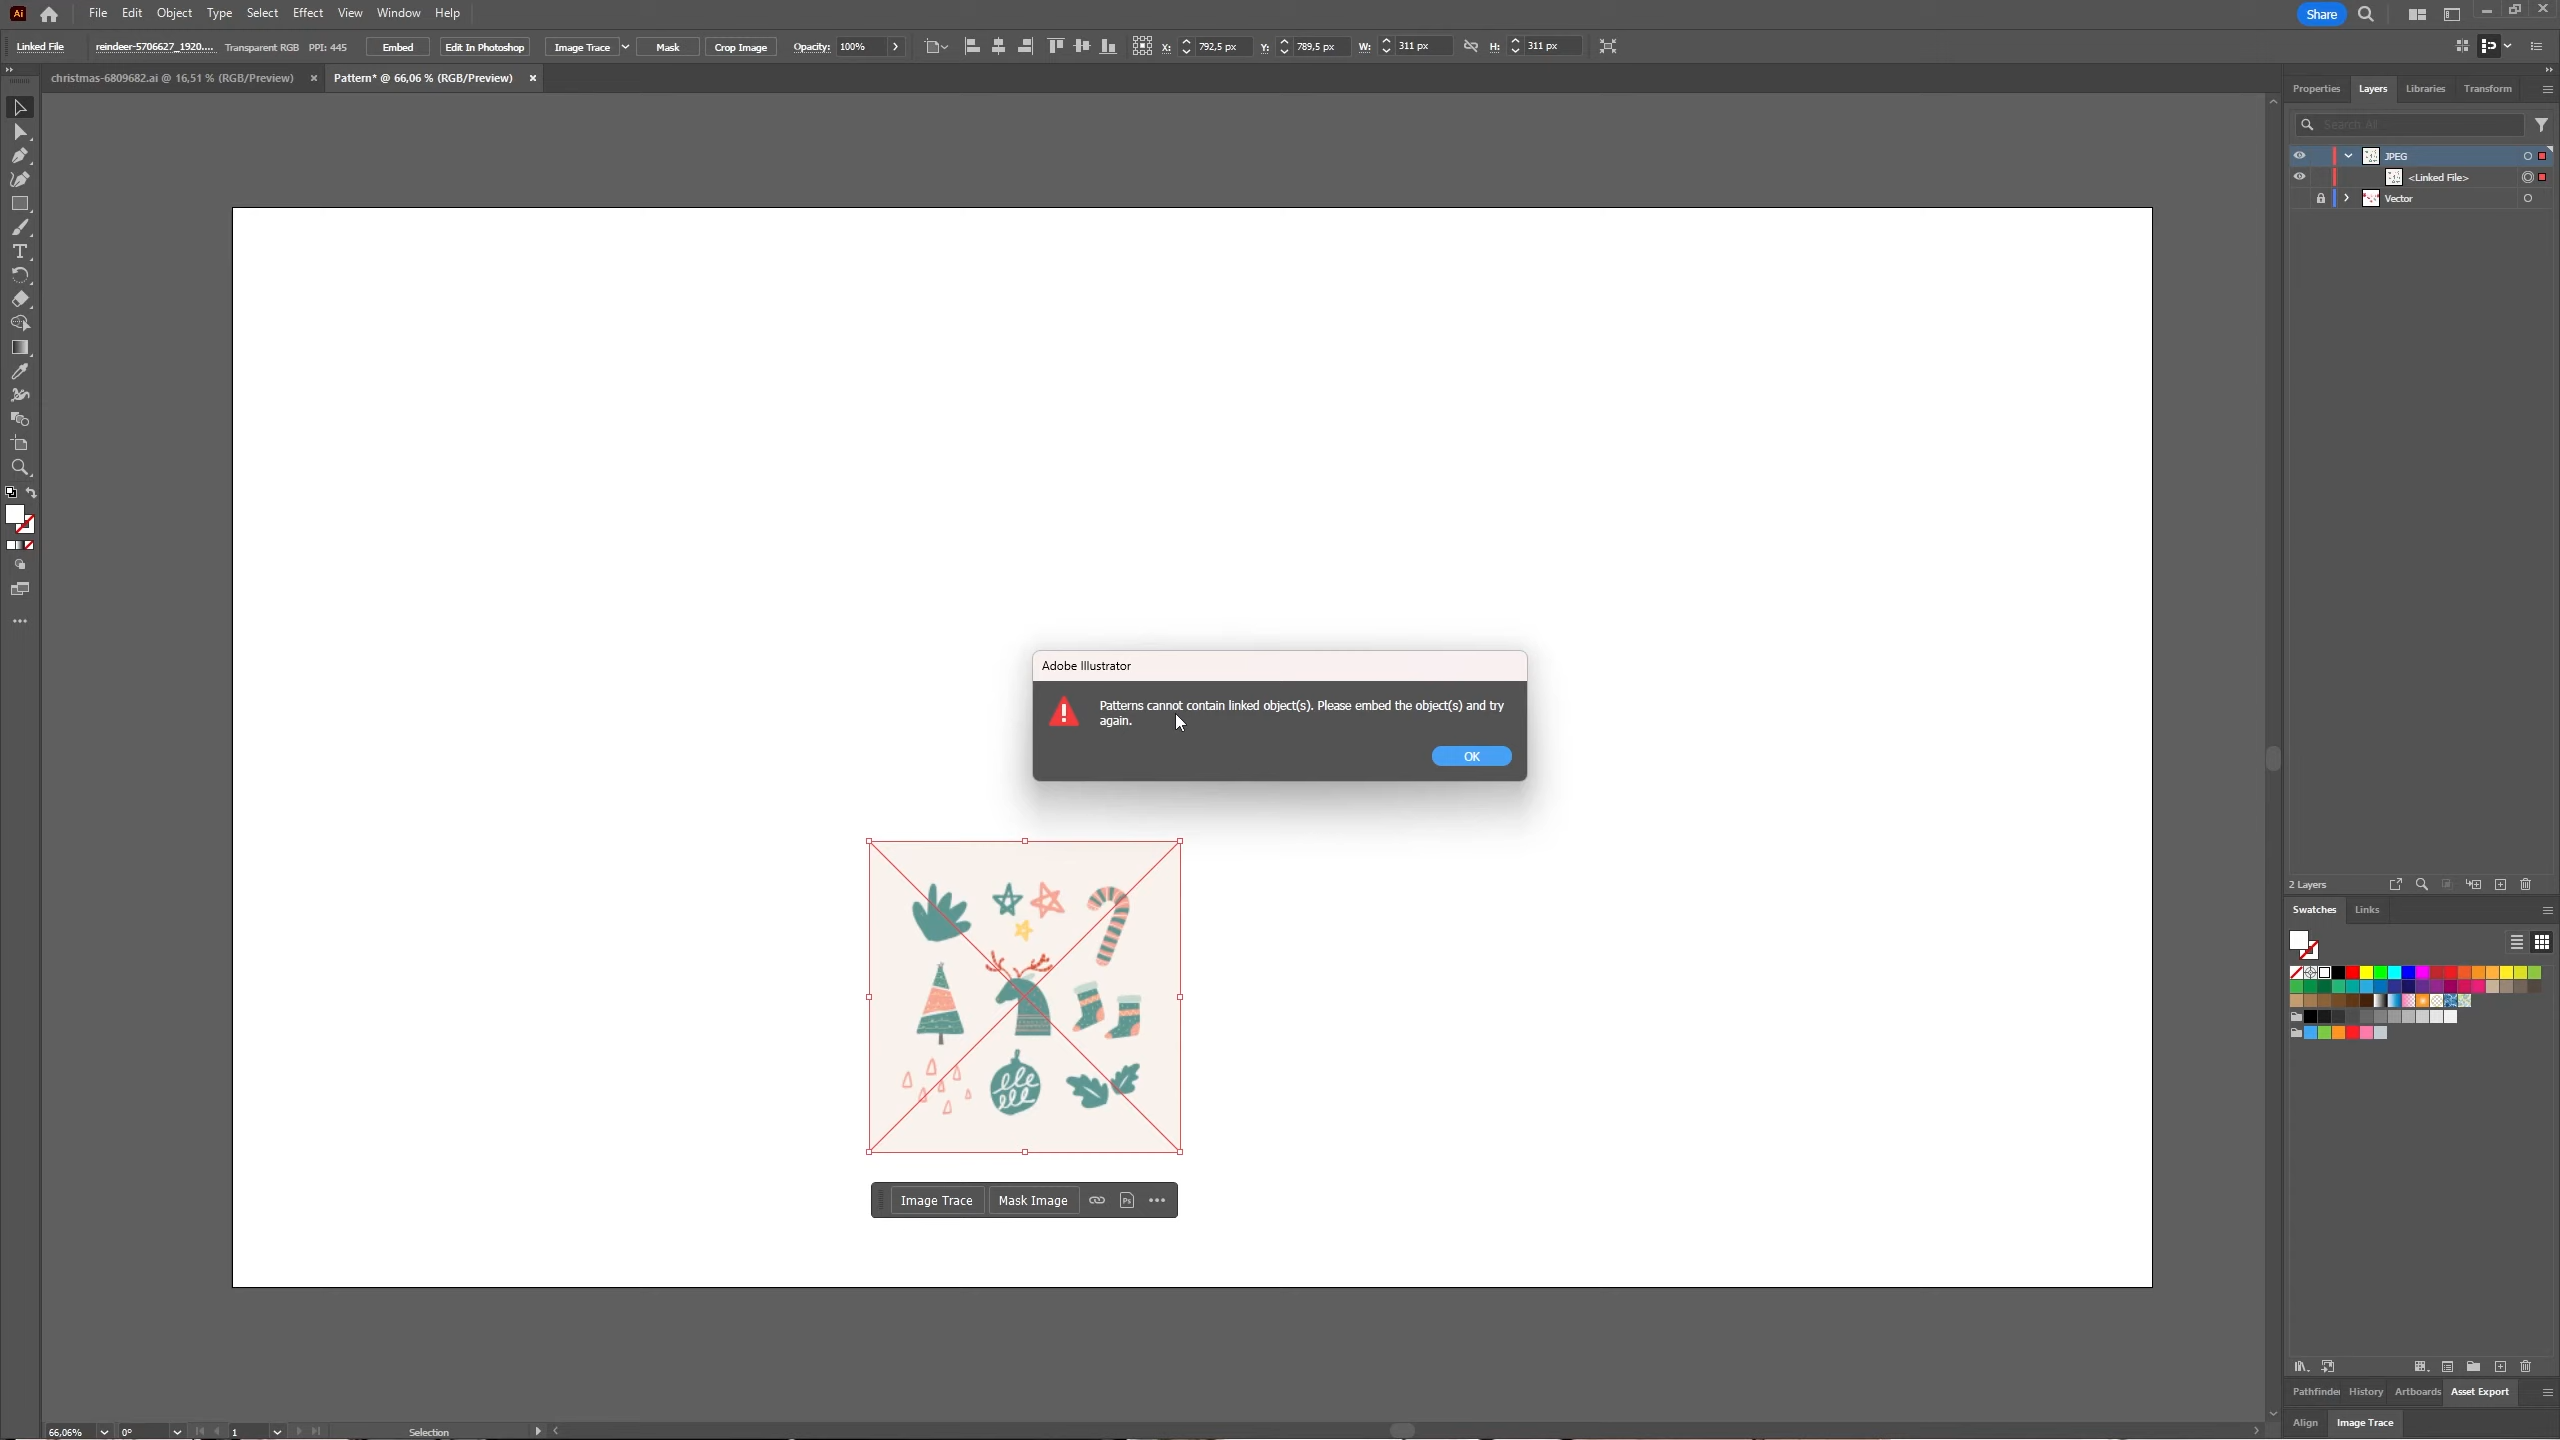 Ai File Edit Object Type Select Effect View Window Help Share
Linked File reindeer-5706627_1920.... Transparent RGB PPI: 445 Embed Edit In Photoshop Image Trace Mask Crop Image Opacity: 100% X: 792,5 px Y: 789,5 px W: 311 px H: 311 px
christmas-6809682.ai @ 16,51 % (RGB/Preview) × Pattern* @ 66,06 % (RGB/Preview) ×
Properties Layers Libraries Transform
Search All
JPEG
<Linked File>
Vector
Adobe Illustrator
Patterns cannot contain linked object(s). Please embed the object(s) and try
again.
OK
2 Layers
Swatches Links
Image Trace Mask Image Ps
Pathfinder History Artboards Asset Export
Align Image Trace
66,06% 0° 1 Selection